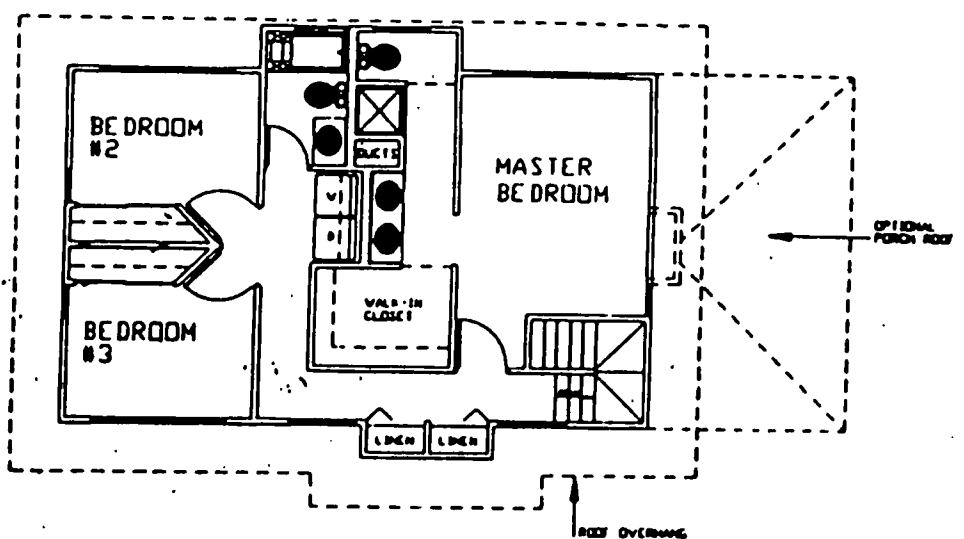 BEDROOM
#2
DUCTS
MASTER
BEDROOM
W
D
OPTIONAL
PORCH ROOF
WALK-IN
CLOSET
BEDROOM
#3
LINEN
LINEN
ROOF OVERHANG